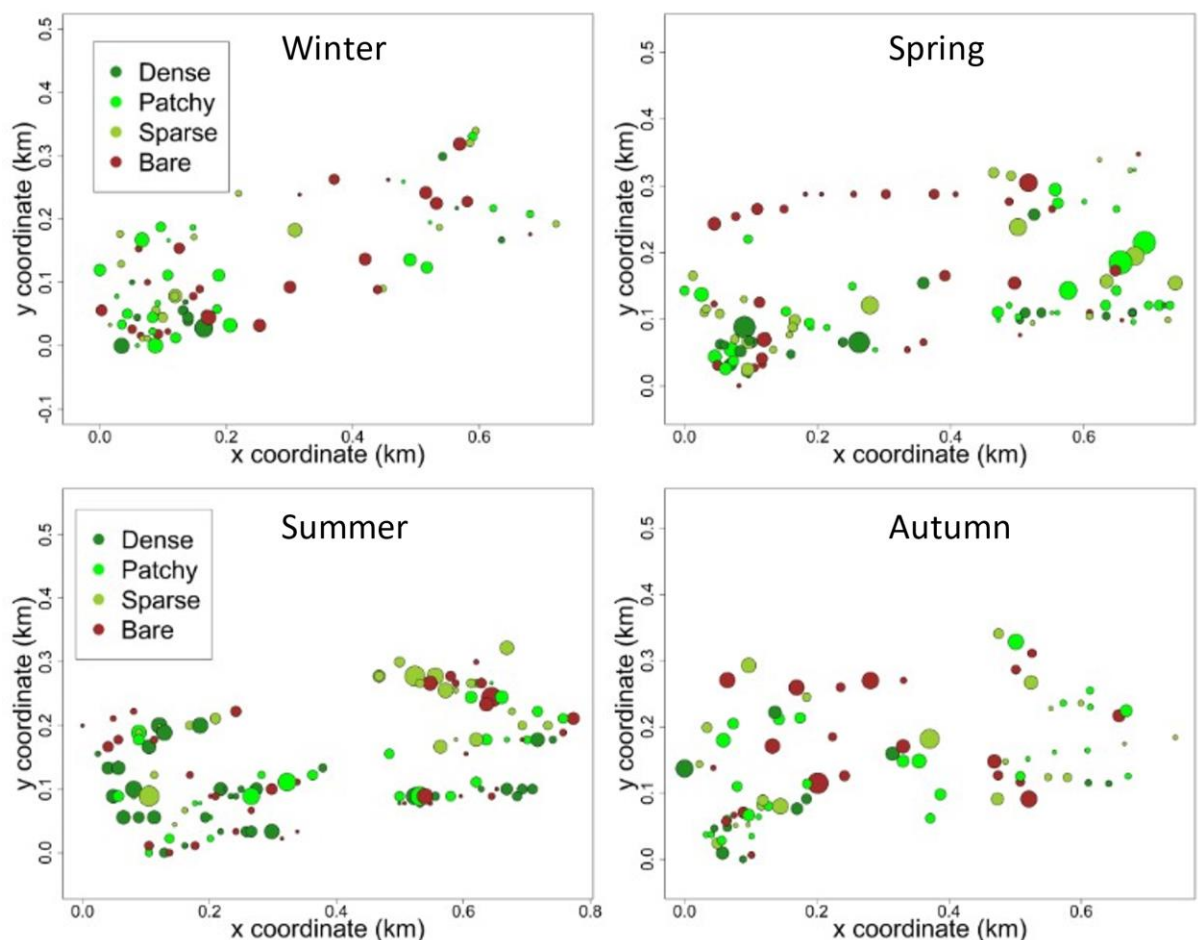 Winter
Dense
Patchy
Sparse
Bare
y coordinate (km)
0.5
0.4
0.3
0.2
0.1
0.0
-0.1
0.0 0.2 0.4 0.6
x coordinate (km)
Spring
y coordinate (km)
0.5
0.4
0.3
0.2
0.1
0.0
0.0 0.2 0.4 0.6
x coordinate (km)
Summer
Dense
Patchy
Sparse
Bare
y coordinate (km)
0.5
0.4
0.3
0.2
0.1
0.0
0.0 0.2 0.4 0.6 0.8
x coordinate (km)
Autumn
y coordinate (km)
0.5
0.4
0.3
0.2
0.1
0.0
0.0 0.2 0.4 0.6
x coordinate (km)